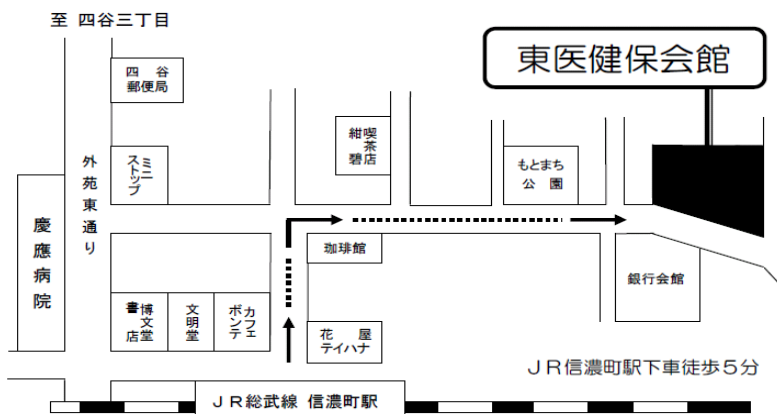 至 四谷三丁目
東医健保会館
四 谷
郵便局
喫茶店
紺碧
ミニ
ストップ
もとまち
公 園
外苑東通り
慶應病院
珈琲館
銀行会館
博文堂
書店
文明堂
カフェ
ボンテ
花 屋
テイハナ
JR信濃町駅下車徒歩5分
JR総武線 信濃町駅